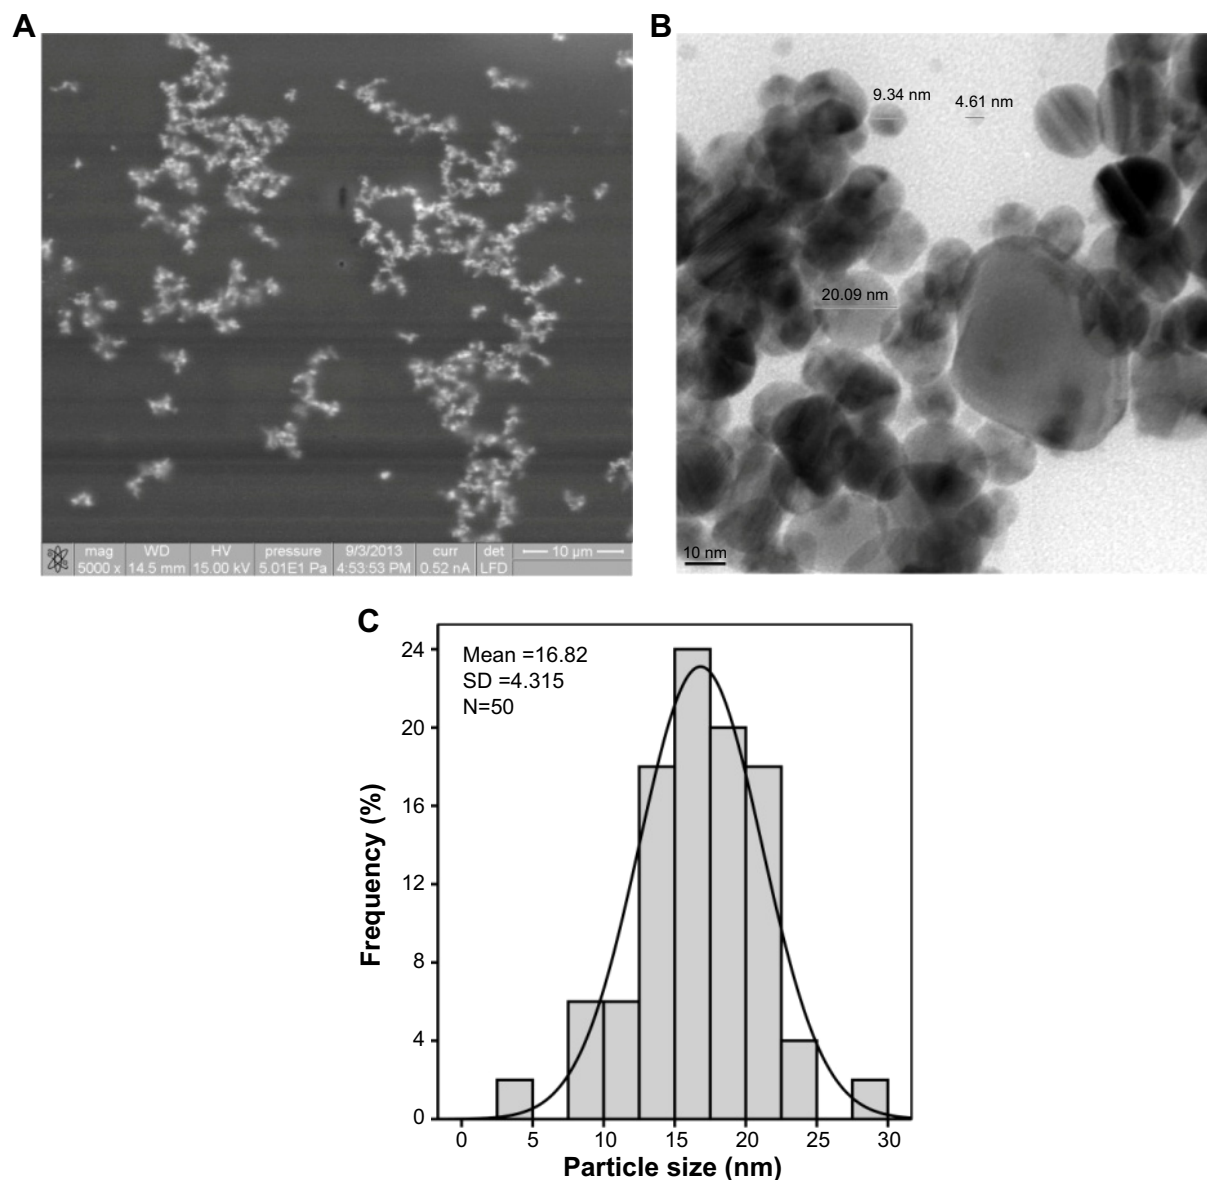 A
B
9.34 nm
4.61 nm
20.09 nm
10 nm
mag WD HV pressure 9/3/2013 curr det 10 µm
5000 x 14.5 mm 15.00 kV 5.01E1 Pa 4:53:53 PM 0.52 nA LFD
C
Mean =16.82
SD =4.315
N=50
24
20
16
12
8
4
0
Frequency (%)
0 5 10 15 20 25 30
Particle size (nm)